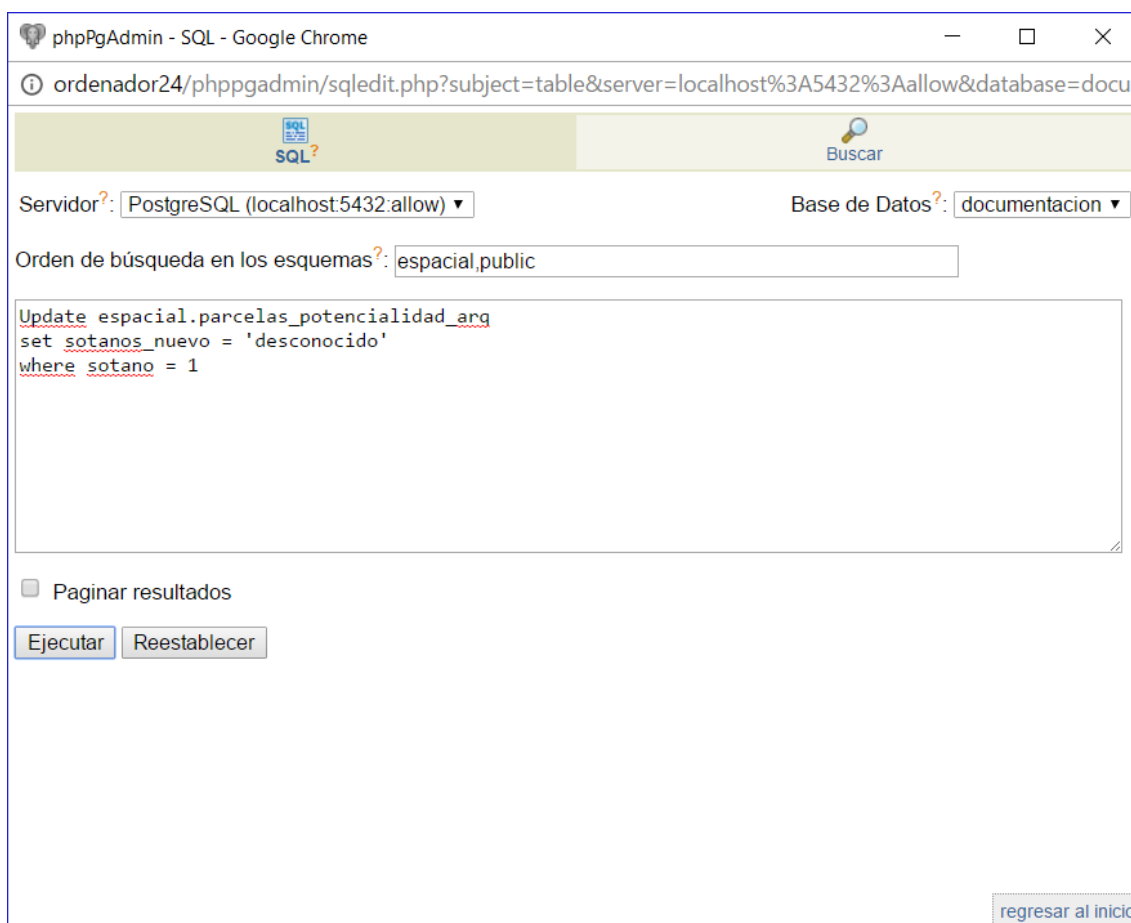 phpPgAdmin - SQL - Google Chrome
ordenador24/phppgadmin/sqledit.php?subject=table&server=localhost%3A5432%3Aallow&database=docu
SQL
SQL?
Buscar
Servidor?: PostgreSQL (localhost:5432:allow) Base de Datos?: documentacion
Orden de búsqueda en los esquemas?: espacial,public
Update espacial.parcelas_potencialidad_arq
set sotanos_nuevo = 'desconocido'
where sotano = 1
Paginar resultados
Ejecutar Reestablecer
regresar al inicio